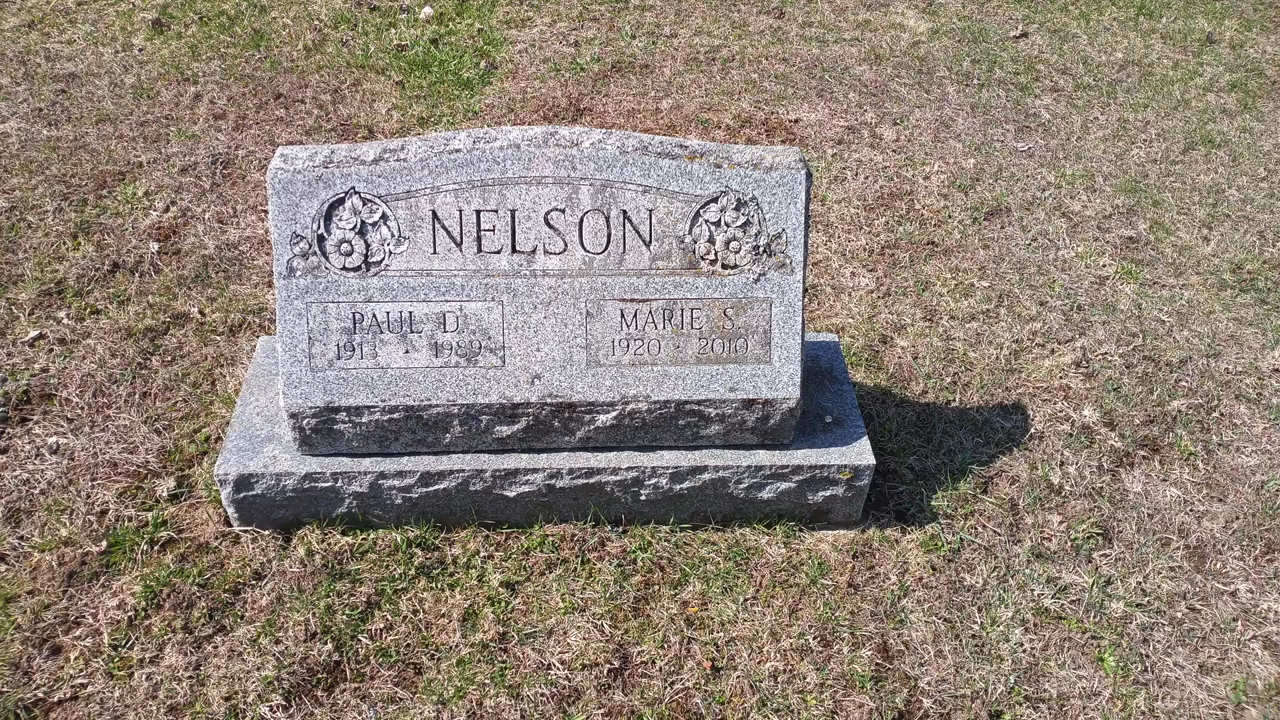 NELSON
PAUL D.
1913 · 1989
MARIE S.
1920 · 2010